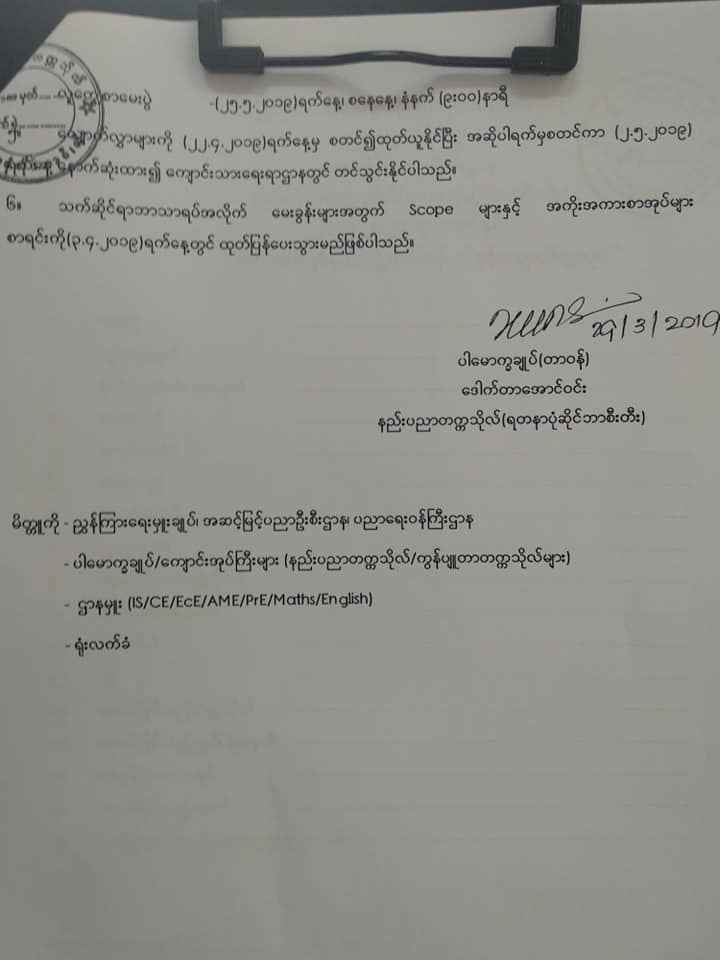 လူတွေ့စာမေးပွဲ -(၂၅.၅.၂၀၁၉)ရက်နေ့၊ စနေနေ့၊ နံနက် (၉း၀၀)နာရီ
လျှောက်လွှာများကို (၂၂.၄.၂၀၁၉)ရက်နေ့မှ စတင်၍ထုတ်ယူနိုင်ပြီး အဆိုပါရက်မှစတင်ကာ (၂.၅.၂၀၁၉)
နောက်ဆုံးထား၍ ကျောင်းသားရေးရာဌာနတွင် တင်သွင်းနိုင်ပါသည်။
၆။ သက်ဆိုင်ရာဘာသာရပ်အလိုက် မေးခွန်းများအတွက် Scope များနှင့် အကိုးအကားစာအုပ်များ
စာရင်းကို(၃.၄.၂၀၁၉)ရက်နေ့တွင် ထုတ်ပြန်ပေးသွားမည်ဖြစ်ပါသည်။
29/3/2019
ပါမောက္ခချုပ်(တာဝန်)
ဒေါက်တာအောင်ဝင်း
နည်းပညာတက္ကသိုလ်(ရတနာပုံဆိုင်ဘာစီးတီး)
မိတ္တူကို - ညွှန်ကြားရေးမှူးချုပ်၊ အဆင့်မြင့်ပညာဦးစီးဌာန၊ ပညာရေးဝန်ကြီးဌာန
- ပါမောက္ခချုပ်/ကျောင်းအုပ်ကြီးများ (နည်းပညာတက္ကသိုလ်/ကွန်ပျူတာတက္ကသိုလ်များ)
- ဌာနမှူး (IS/CE/EcE/AME/PrE/Maths/English)
- ရုံးလက်ခံ